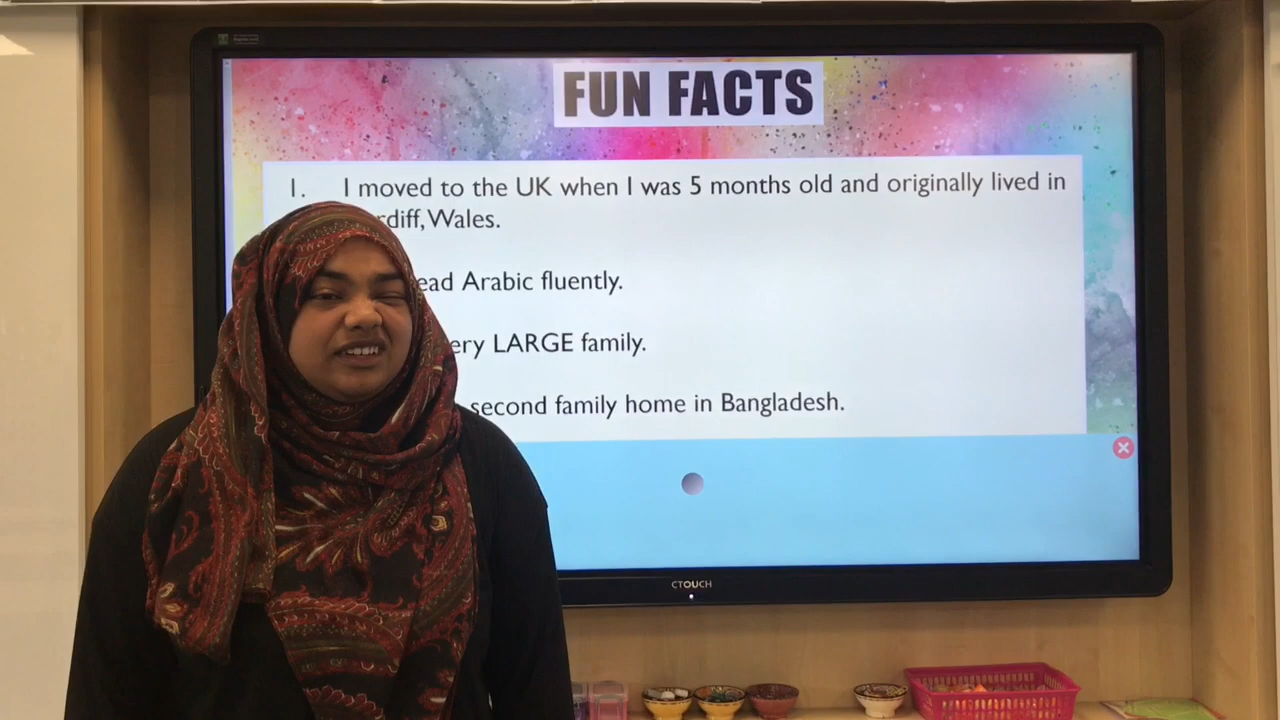 FUN FACTS
1. I moved to the UK when I was 5 months old and originally lived in
rdiff, Wales.
ead Arabic fluently.
ery LARGE family.
second family home in Bangladesh.
CTOUCH